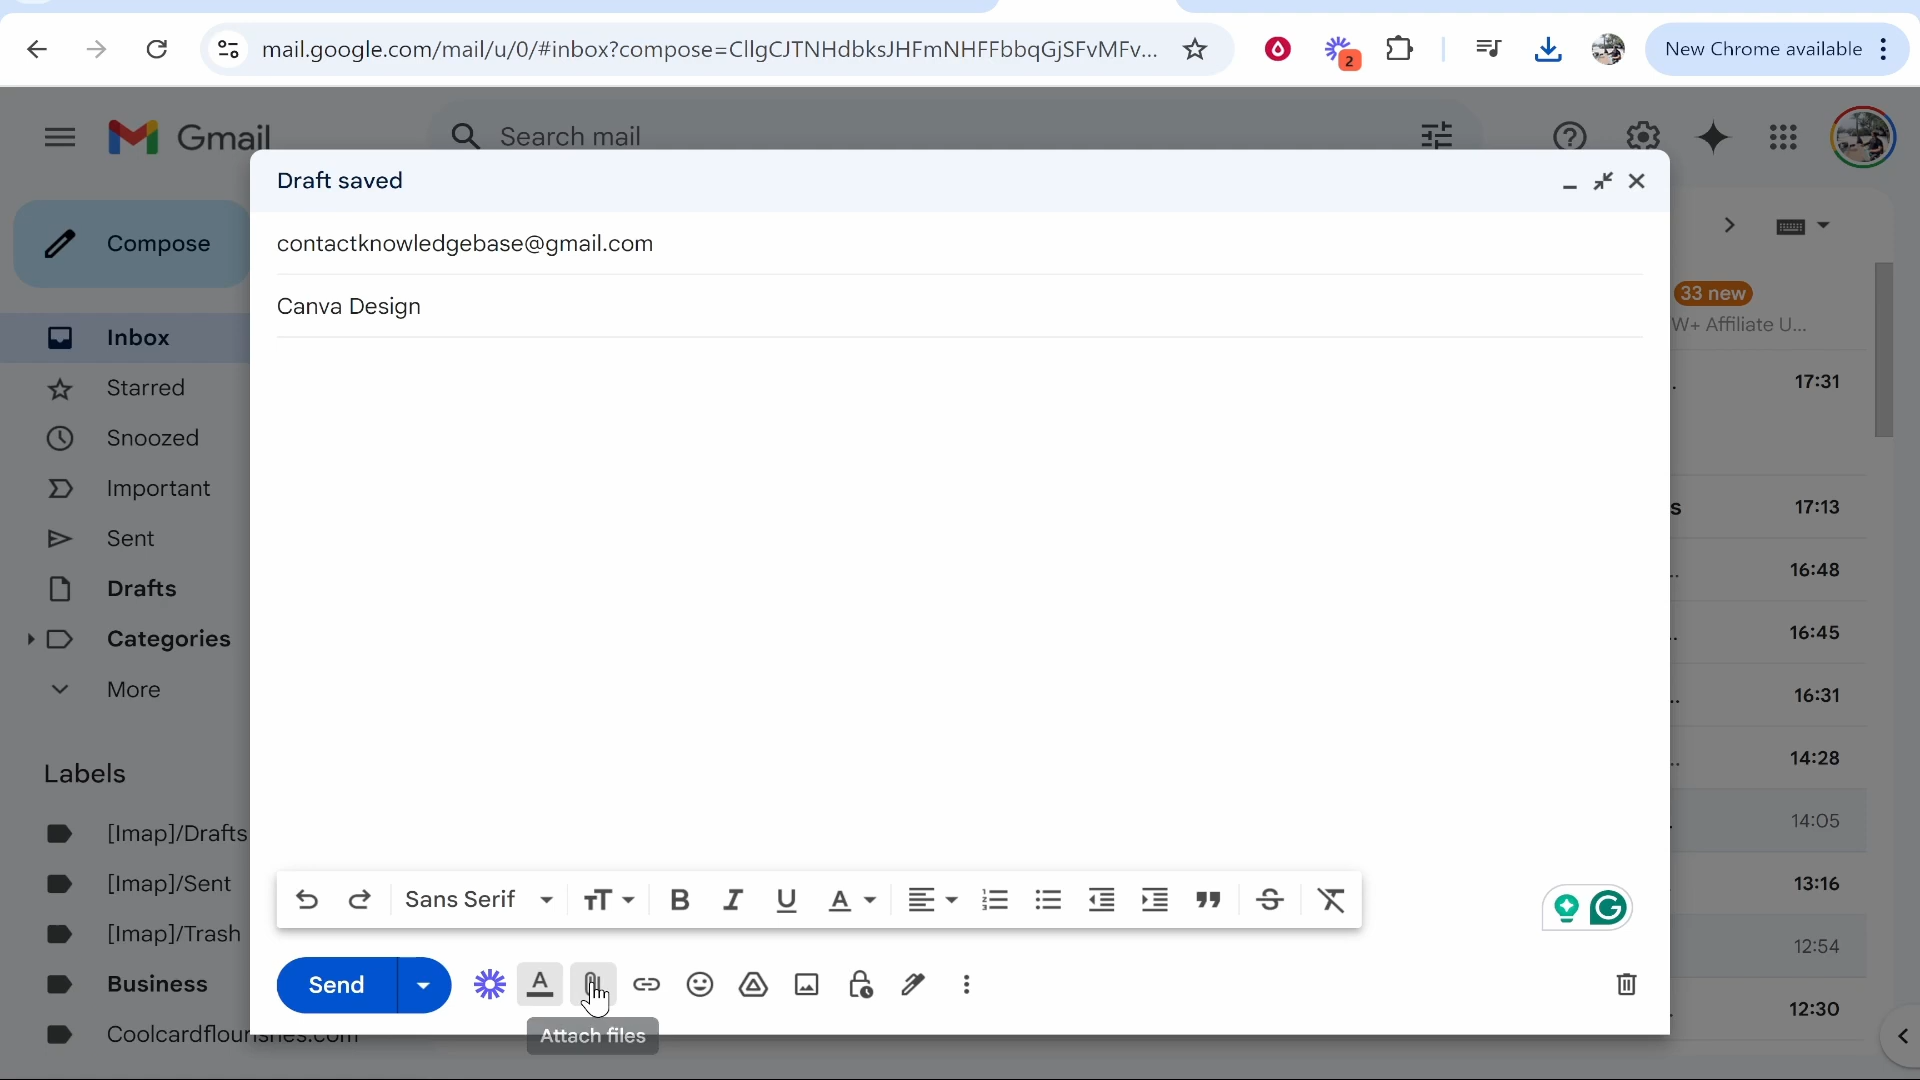 mail.google.com/mail/u/0/#inbox?compose=CllgCJTNHdbksJHFmNHFFbbqGjSFvMFv...
2
New Chrome available
Gmail
Search mail
Compose
Draft saved
contactknowledgebase@gmail.com
Canva Design
33 new
W+ Affiliate U...
Inbox
Starred
Snoozed
Important
Sent
Drafts
Categories
More
Labels
[Imap]/Drafts
[Imap]/Sent
[Imap]/Trash
Business
17:31
s 17:13
16:48
16:45
16:31
14:28
14:05
13:16
12:54
12:30
Sans Serif
Send
Attach files